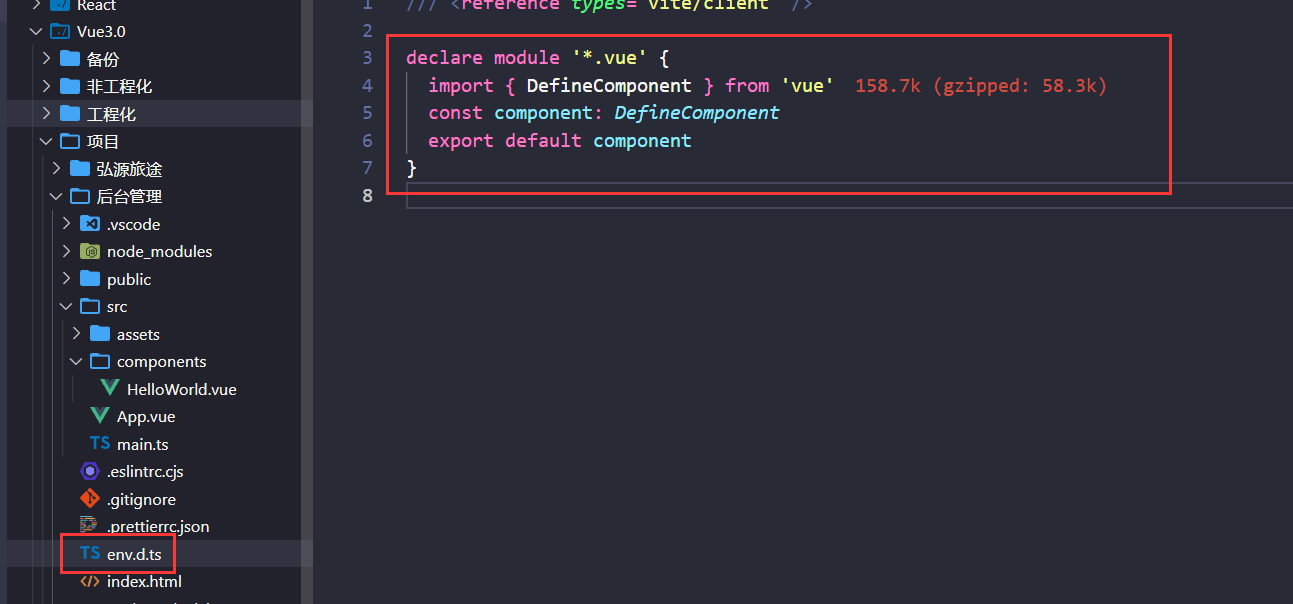 React
Vue3.0
备份
非工程化
工程化
项目
弘源旅途
后台管理
.vscode
node_modules
public
src
assets
components
HelloWorld.vue
App.vue
main.ts
.eslintrc.cjs
.gitignore
.prettierrc.json
TS env.d.ts
index.html
1 /// <reference types="vite/client" />
2
3 declare module '*.vue' {
4 import { DefineComponent } from 'vue' 158.7k (gzipped: 58.3k)
5 const component: DefineComponent
6 export default component
7 }
8